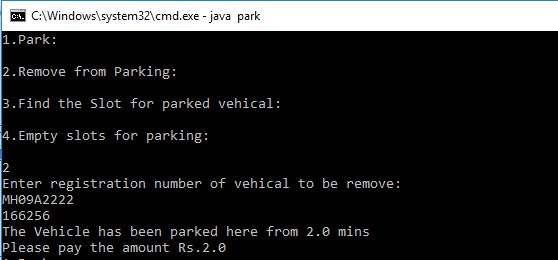 C:\Windows\system32\cmd.exe - java  park
1.Park:
2.Remove from Parking:
3.Find the Slot for parked vehical:
4.Empty slots for parking:
2
Enter registration number of vehical to be remove:
MH09A2222
166256
The Vehicle has been parked here from 2.0 mins
Please pay the amount Rs.2.0